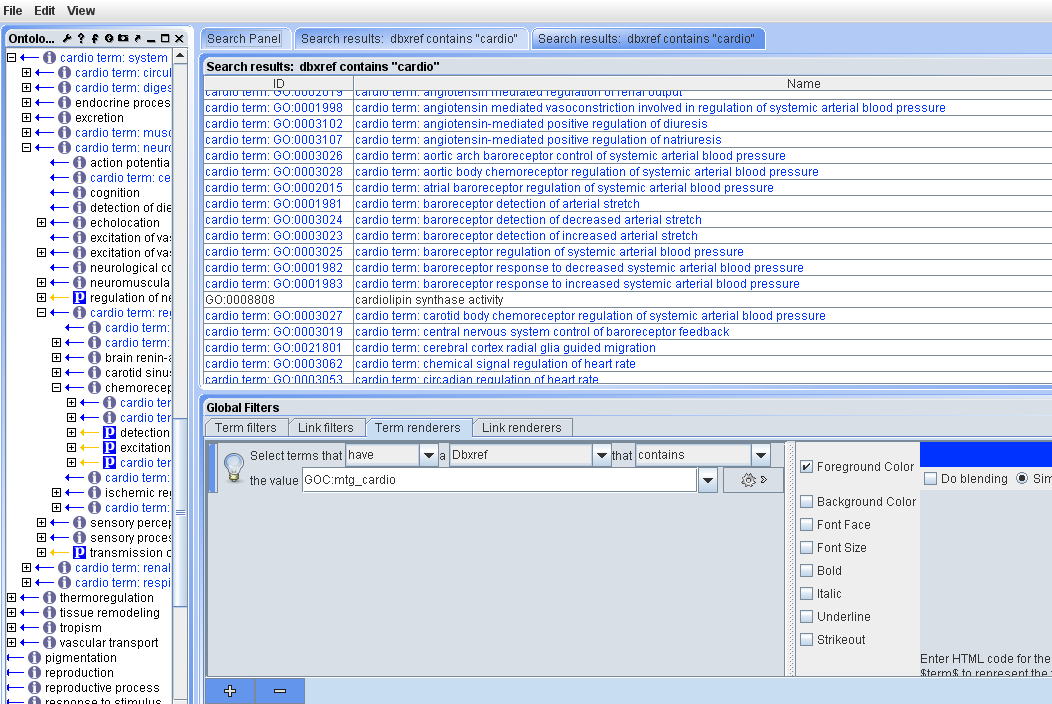 File Edit View
Ontolo...
cardio term: system
cardio term: circul
cardio term: diges
endocrine proces
excretion
cardio term: musc
cardio term: neuro
action potentia
cardio term: ce
cognition
detection of die
echolocation
excitation of vas
excitation of vas
neurological co
neuromuscula
regulation of ne
cardio term: reg
cardio term:
cardio term:
brain renin-a
carotid sinus
chemorecep
cardio ter
cardio ter
detection
excitation
cardio ter
cardio term:
ischemic reg
cardio term:
sensory percep
sensory proces
transmission o
cardio term: renal
cardio term: respi
thermoregulation
tissue remodeling
tropism
vascular transport
pigmentation
reproduction
reproductive process
response to stimulus
Search Panel
Search results: dbxref contains "cardio"
Search results: dbxref contains "cardio"
Search results: dbxref contains "cardio"
ID Name
cardio term: GO:0002019 cardio term: angiotensin mediated regulation of renal output
cardio term: GO:0001998 cardio term: angiotensin mediated vasoconstriction involved in regulation of systemic arterial blood pressure
cardio term: GO:0003102 cardio term: angiotensin-mediated positive regulation of diuresis
cardio term: GO:0003107 cardio term: angiotensin-mediated positive regulation of natriuresis
cardio term: GO:0003026 cardio term: aortic arch baroreceptor control of systemic arterial blood pressure
cardio term: GO:0003028 cardio term: aortic body chemoreceptor regulation of systemic arterial blood pressure
cardio term: GO:0002015 cardio term: atrial baroreceptor regulation of systemic arterial blood pressure
cardio term: GO:0001981 cardio term: baroreceptor detection of arterial stretch
cardio term: GO:0003024 cardio term: baroreceptor detection of decreased arterial stretch
cardio term: GO:0003023 cardio term: baroreceptor detection of increased arterial stretch
cardio term: GO:0003025 cardio term: baroreceptor regulation of systemic arterial blood pressure
cardio term: GO:0001982 cardio term: baroreceptor response to decreased systemic arterial blood pressure
cardio term: GO:0001983 cardio term: baroreceptor response to increased systemic arterial blood pressure
GO:0008808 cardiolipin synthase activity
cardio term: GO:0003027 cardio term: carotid body chemoreceptor regulation of systemic arterial blood pressure
cardio term: GO:0003019 cardio term: central nervous system control of baroreceptor feedback
cardio term: GO:0021801 cardio term: cerebral cortex radial glia guided migration
cardio term: GO:0003062 cardio term: chemical signal regulation of heart rate
cardio term: GO:0003053 cardio term: circadian regulation of heart rate
Global Filters
Term filters Link filters Term renderers Link renderers
Select terms that have a Dbxref that contains
the value GOC:mtg_cardio
Foreground Color
Do blending Sim
Background Color
Font Face
Font Size
Bold
Italic
Underline
Strikeout
Enter HTML code for the
$term$ to represent the